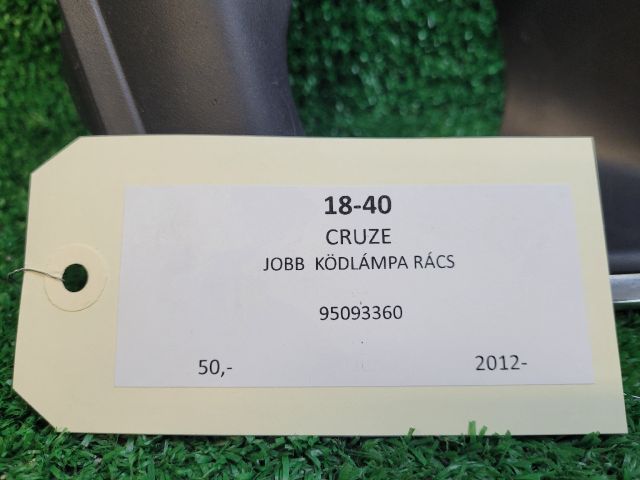 18-40
CRUZE
JOBB KÖDLÁMPA RÁCS
95093360
50,- 2012-